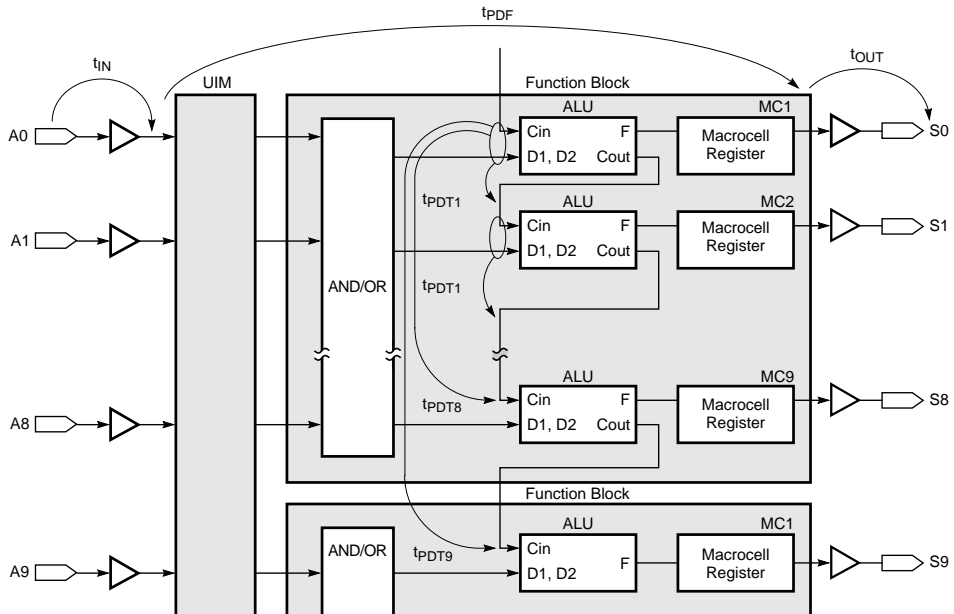 tPDF
tIN
tOUT
UIM
Function Block
ALU
MC1
A0
Cin
F
D1, D2
Cout
Macrocell
Register
S0
tPDT1
ALU
MC2
A1
Cin
F
D1, D2
Cout
Macrocell
Register
S1
AND/OR
tPDT1
ALU
MC9
A8
Cin
F
D1, D2
Cout
Macrocell
Register
S8
tPDT8
Function Block
ALU
MC1
A9
AND/OR
tPDT9
Cin
D1, D2
F
Macrocell
Register
S9